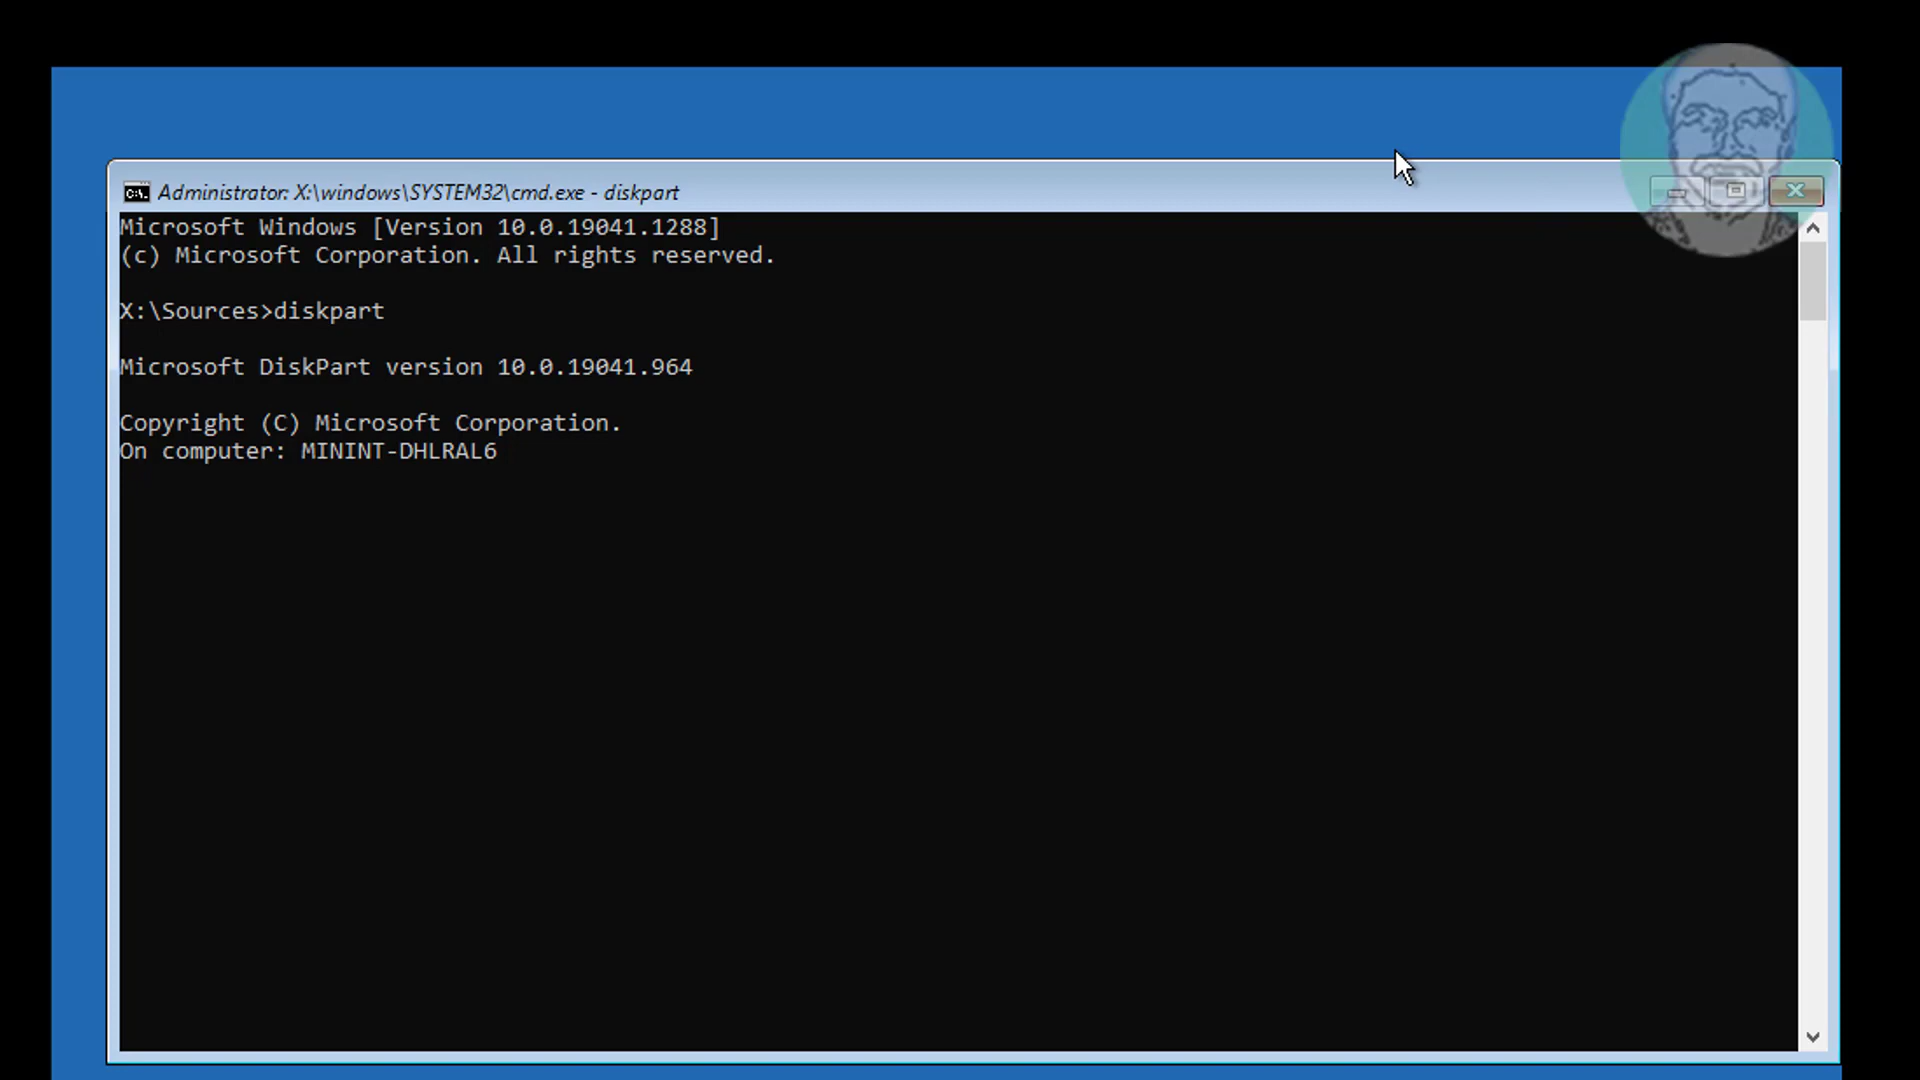 Administrator: X:\windows\SYSTEM32\cmd.exe - diskpart
Microsoft Windows [Version 10.0.19041.1288]
(c) Microsoft Corporation. All rights reserved.
X:\Sources>diskpart
Microsoft DiskPart version 10.0.19041.964
Copyright (C) Microsoft Corporation.
On computer: MININT-DHLRAL6